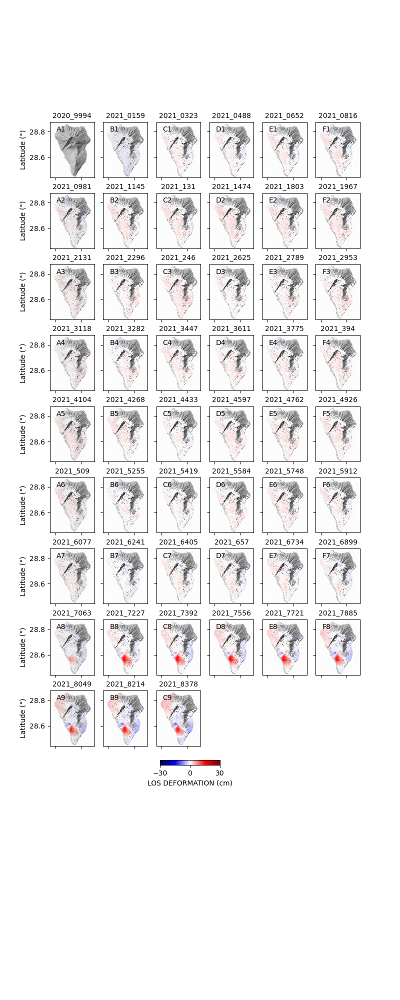 2020_9994 2021_0159 2021_0323 2021_0488 2021_0652 2021_0816
A1 B1 C1 D1 E1 F1
28.8
28.6
Latitude (°)
2021_0981 2021_1145 2021_131 2021_1474 2021_1803 2021_1967
A2 B2 C2 D2 E2 F2
28.8
28.6
Latitude (°)
2021_2131 2021_2296 2021_246 2021_2625 2021_2789 2021_2953
A3 B3 C3 D3 E3 F3
28.8
28.6
Latitude (°)
2021_3118 2021_3282 2021_3447 2021_3611 2021_3775 2021_394
A4 B4 C4 D4 E4 F4
28.8
28.6
Latitude (°)
2021_4104 2021_4268 2021_4433 2021_4597 2021_4762 2021_4926
A5 B5 C5 D5 E5 F5
28.8
28.6
Latitude (°)
2021_509 2021_5255 2021_5419 2021_5584 2021_5748 2021_5912
A6 B6 C6 D6 E6 F6
28.8
28.6
Latitude (°)
2021_6077 2021_6241 2021_6405 2021_657 2021_6734 2021_6899
A7 B7 C7 D7 E7 F7
28.8
28.6
Latitude (°)
2021_7063 2021_7227 2021_7392 2021_7556 2021_7721 2021_7885
A8 B8 C8 D8 E8 F8
28.8
28.6
Latitude (°)
2021_8049 2021_8214 2021_8378
A9 B9 C9
28.8
28.6
Latitude (°)
−30 0 30
LOS DEFORMATION (cm)